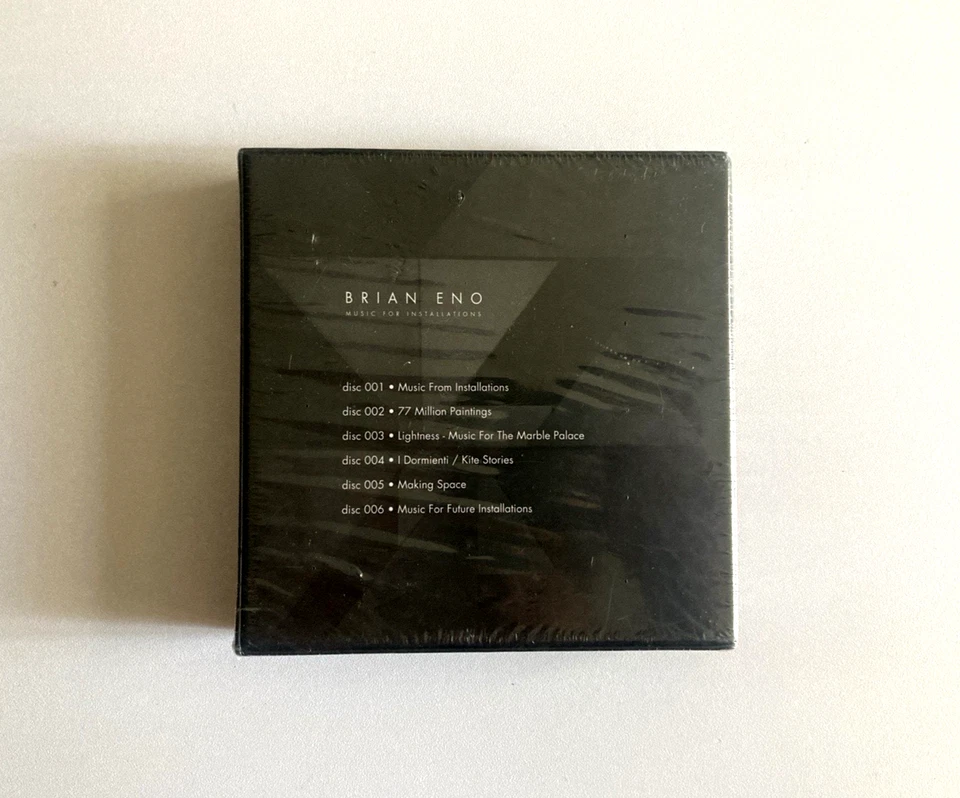 BRIAN ENO
MUSIC FOR INSTALLATIONS
disc 001 • Music From Installations
disc 002 • 77 Million Paintings
disc 003 • Lightness - Music For The Marble Palace
disc 004 • I Dormienti / Kite Stories
disc 005 • Making Space
disc 006 • Music For Future Installations